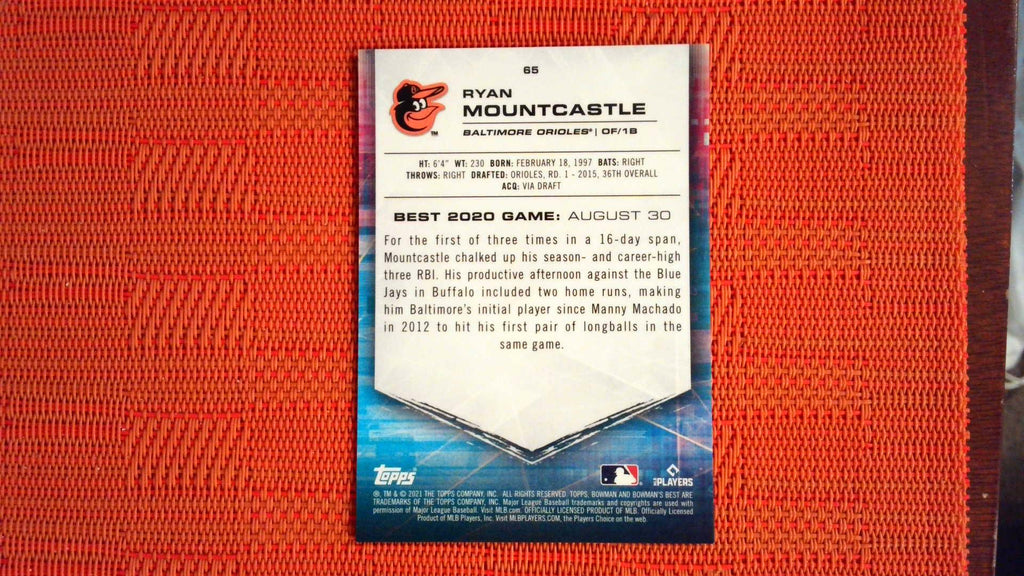 65
RYAN
MOUNTCASTLE
BALTIMORE ORIOLES® | OF/1B
HT: 6'4" WT: 230 BORN: FEBRUARY 18, 1997 BATS: RIGHT
THROWS: RIGHT DRAFTED: ORIOLES, RD. 1 - 2015, 36TH OVERALL
ACQ: VIA DRAFT
BEST 2020 GAME: AUGUST 30
For the first of three times in a 16-day span,
Mountcastle chalked up his season- and career-high
three RBI. His productive afternoon against the Blue
Jays in Buffalo included two home runs, making
him Baltimore's initial player since Manny Machado
in 2012 to hit his first pair of longballs in the
same game.
Topps
MLB PLAYERS
®, TM & © 2021 THE TOPPS COMPANY, INC. ALL RIGHTS RESERVED. TOPPS, BOWMAN AND BOWMAN'S BEST ARE
TRADEMARKS OF THE TOPPS COMPANY, INC. Major League Baseball trademarks and copyrights are used with
permission of Major League Baseball. Visit MLB.com. OFFICIALLY LICENSED PRODUCT OF MLB. Officially Licensed
Product of MLB Players, Inc. Visit MLBPLAYERS.COM, the Players Choice on the web.